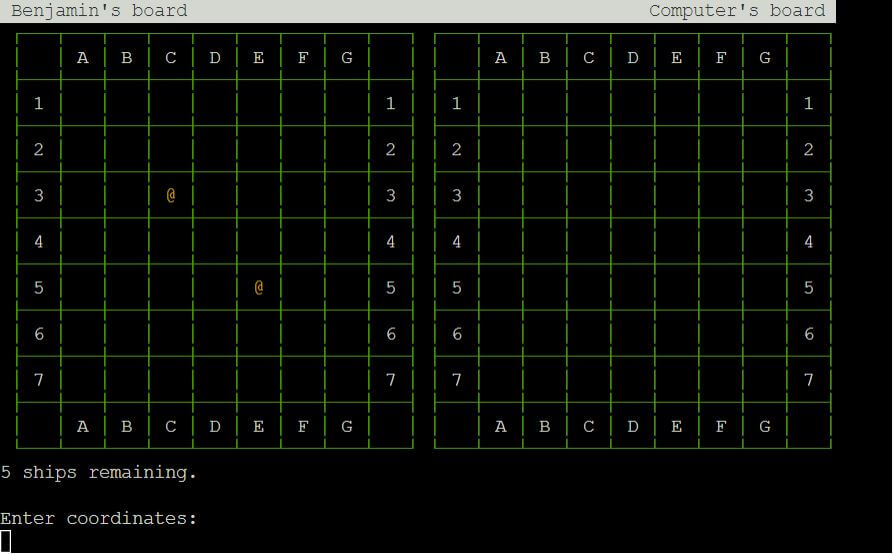 Benjamin's board Computer's board
A B C D E F G A B C D E F G
1 1 1 1
2 2 2 2
3 @ 3 3 3
4 4 4 4
5 @ 5 5 5
6 6 6 6
7 7 7 7
A B C D E F G A B C D E F G
5 ships remaining.
Enter coordinates: